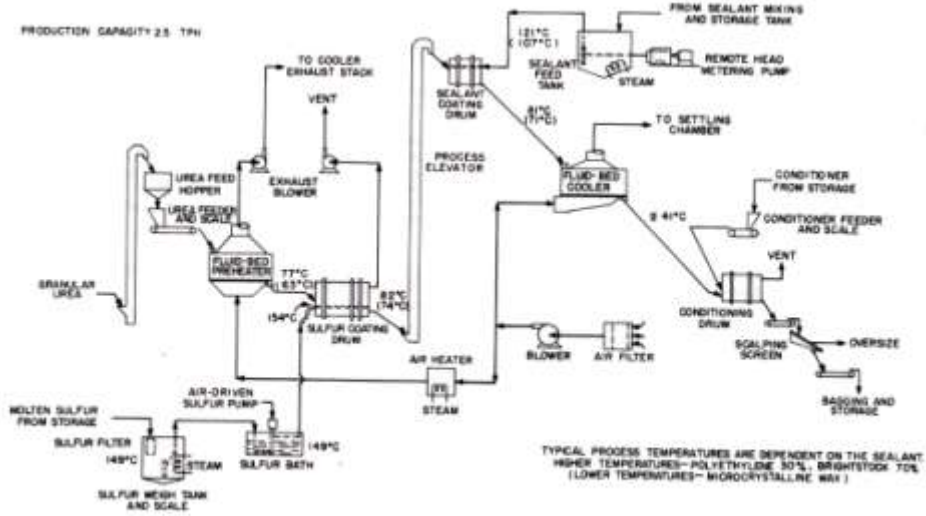 PRODUCTION CAPACITY 2.5 TPH
TO COOLER
EXHAUST STACK
VENT
EXHAUST
BLOWER
UREA FEED
HOPPER
UREA FEEDER
AND SCALE
GRANULAR
UREA
FLUID-BED
PREHEATER
77°C
(63°C)
154°C
SULFUR COATING
DRUM
82°C
(74°C)
PROCESS
ELEVATOR
121°C
(107°C)
SEALANT
COATING
DRUM
SEALANT
FEED
TANK
STEAM
FROM SEALANT MIXING
AND STORAGE TANK
REMOTE HEAD
METERING PUMP
81°C
(71°C)
TO SETTLING
CHAMBER
FLUID-BED
COOLER
41°C
CONDITIONER
FROM STORAGE
CONDITIONER FEEDER
AND SCALE
VENT
CONDITIONING
DRUM
SCALPING
SCREEN
OVERSIZE
BAGGING AND
STORAGE
BLOWER
AIR FILTER
AIR HEATER
STEAM
AIR-DRIVEN
SULFUR PUMP
149°C
SULFUR BATH
MOLTEN SULFUR
FROM STORAGE
SULFUR FILTER
149°C
STEAM
SULFUR WEIGH TANK
AND SCALE
TYPICAL PROCESS TEMPERATURES ARE DEPENDENT ON THE SEALANT.
HIGHER TEMPERATURES-POLYETHYLENE 30%, BRIGHTSTOCK 70%
(LOWER TEMPERATURES-MICROCRYSTALLINE WAX)